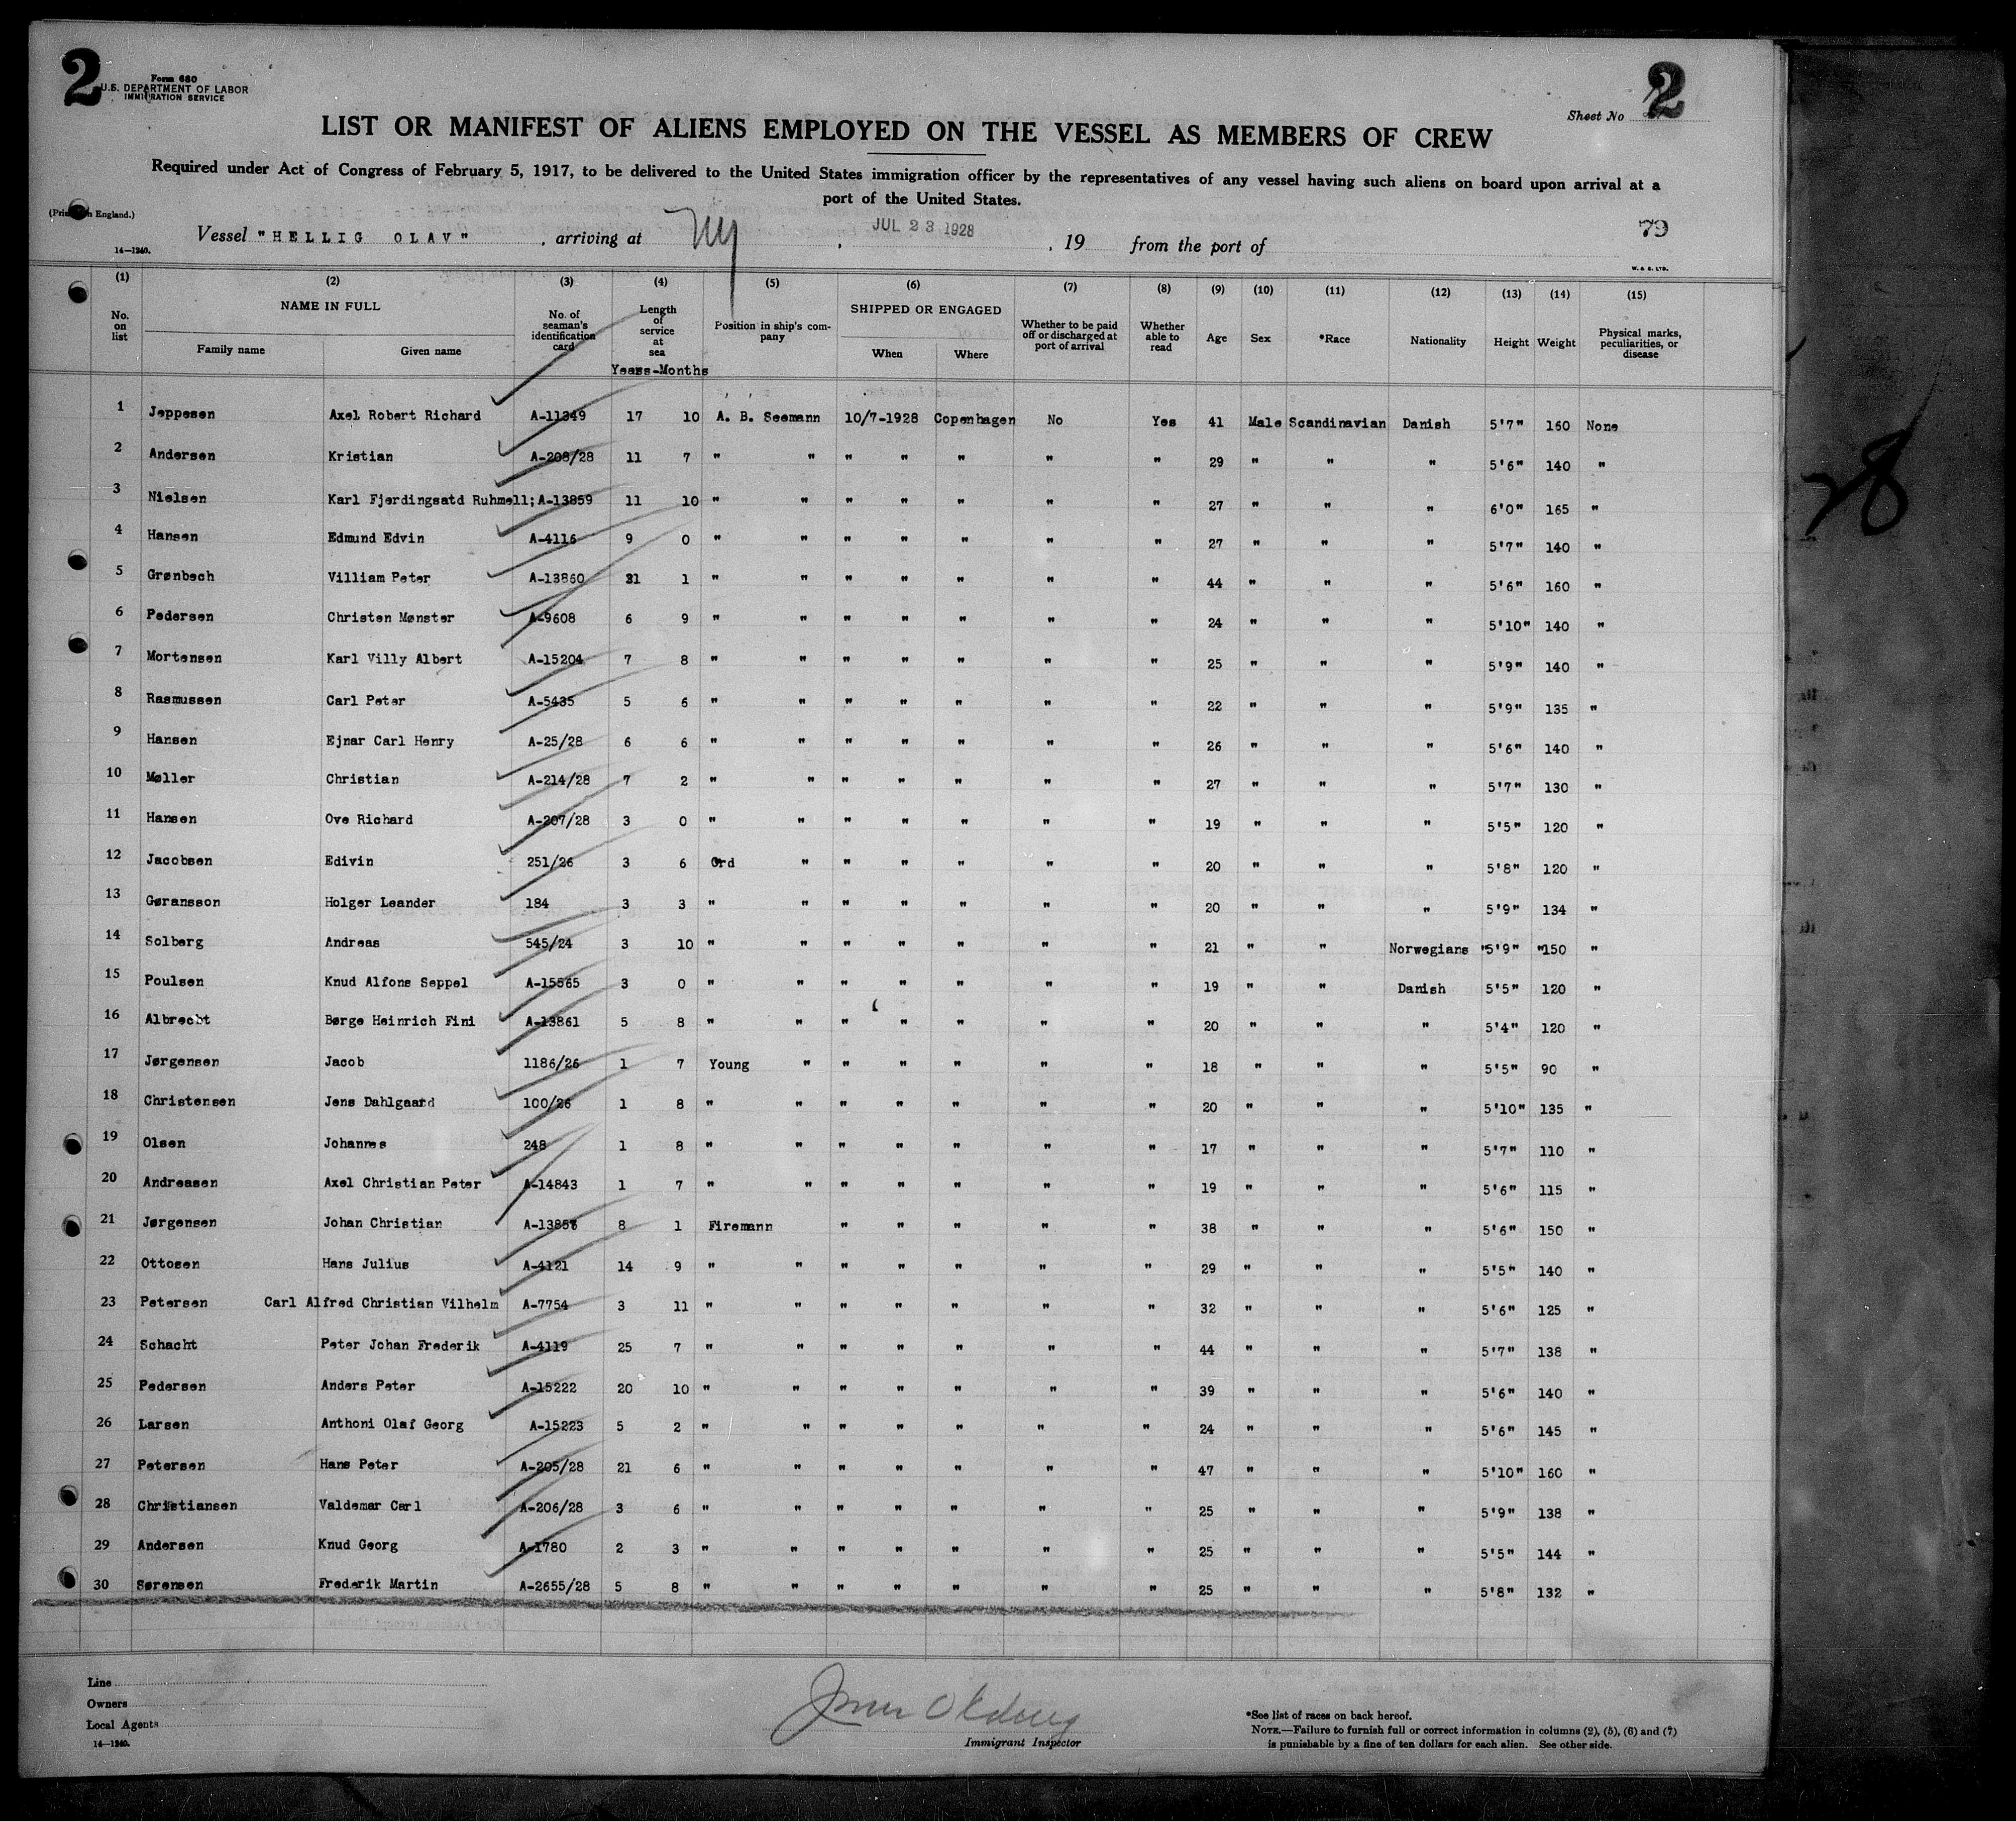 2
Form 680
U.S. DEPARTMENT OF LABOR
IMMIGRATION SERVICE
Sheet No 2
LIST OR MANIFEST OF ALIENS EMPLOYED ON THE VESSEL AS MEMBERS OF CREW
Required under Act of Congress of February 5, 1917, to be delivered to the United States immigration officer by the representatives of any vessel having such aliens on board upon arrival at a
port of the United States.
(Printed in England.)
Vessel "HELLIG OLAV", arriving at NY, JUL 23 1928, 19 from the port of
79
14—1240.
W. & S. LTD.
(1) (2) (3) (4) (5) (6) (7) (8) (9) (10) (11) (12) (13) (14) (15)
No. on list NAME IN FULL Family name Given name No. of seaman's identification card Length of service at sea Years-Months Position in ship's company SHIPPED OR ENGAGED When Where Whether to be paid off or discharged at port of arrival Whether able to read Age Sex *Race Nationality Height Weight Physical marks, peculiarities, or disease
1 Jeppesen Axel Robert Richard A-11349 17 10 A. B. Seemann 10/7-1928 Copenhagen No Yes 41 Male Scandinavian Danish 5'7" 160 None
2 Andersen Kristian A-208/28 11 7 " " " " " " " 29 " " " 5'6" 140 "
3 Nielsen Karl Fjerdingsatd Ruhmell; A-13859 11 10 " " " " " " " 27 " " " 6'0" 165 "
4 Hansen Edmund Edvin A-4116 9 0 " " " " " " " 27 " " " 5'7" 140 "
5 Grønbech Villiam Peter A-13860 21 1 " " " " " " " 44 " " " 5'6" 160 "
6 Pedersen Christen Mønster A-9608 6 9 " " " " " " " 24 " " " 5'10" 140 "
7 Mortensen Karl Villy Albert A-15204 7 8 " " " " " " " 25 " " " 5'9" 140 "
8 Rasmussen Carl Peter A-5435 5 6 " " " " " " " 22 " " " 5'9" 135 "
9 Hansen Ejnar Carl Henry A-25/28 6 6 " " " " " " " 26 " " " 5'6" 140 "
10 Møller Christian A-214/28 7 2 " " " " " " " 27 " " " 5'7" 130 "
11 Hansen Ove Richard A-207/28 3 0 " " " " " " " 19 " " " 5'5" 120 "
12 Jacobsen Edivin 251/26 3 6 Ord " " " " " " 20 " " " 5'8" 120 "
13 Gøransson Holger Leander 184 3 3 " " " " " " " 20 " " " 5'9" 134 "
14 Solberg Andreas 545/24 3 10 " " " " " " " 21 " " Norwegians "5'9" "150 "
15 Poulsen Knud Alfons Seppel A-15565 3 0 " " " " " " " 19 " " Danish 5'5" 120 "
16 Albrecht Børge Heinrich Fini A-13861 5 8 " " " " " " " 20 " " " 5'4" 120 "
17 Jørgensen Jacob 1186/26 1 7 Young " " " " " " 18 " " " 5'5" 90 "
18 Christensen Jens Dahlgaard 100/26 1 8 " " " " " " " 20 " " " 5'10" 135 "
19 Olsen Johannes 248 1 8 " " " " " " " 17 " " " 5'7" 110 "
20 Andreasen Axel Christian Peter A-14843 1 7 " " " " " " " 19 " " " 5'6" 115 "
21 Jørgensen Johan Christian 8 1 Firemann " " " " " 38 " " " 5'6" 150 "
22 Ottosen Hans Julius A-4121 14 9 " " " " " " " 29 " " " 5'5" 140 "
23 Petersen Carl Alfred Christian Vilhelm A-7754 3 11 " " " " " " " 32 " " " 5'6" 125 "
24 Schacht Peter Johan Frederik A-4119 25 7 " " " " " " " 44 " " " 5'7" 138 "
25 Pedersen Anders Peter A-15222 20 10 " " " " " " " 39 " " " 5'6" 140 "
26 Larsen Anthoni Olaf Georg A-15223 5 2 " " " " " " " 24 " " " 5'6" 145 "
27 Petersen Hans Peter A-205/28 21 6 " " " " " " " 47 " " " 5'10" 160 "
28 Christiansen Valdemar Carl A-206/28 3 6 " " " " " " " 25 " " " 5'9" 138 "
29 Andersen Knud Georg A-1780 2 3 " " " " " " " 25 " " " 5'5" 144 "
30 Sørensen Frederik Martin A-2655/28 5 8 " " " " " " " 25 " " " 5'8" 132 "
Line
Owners
Local Agents
14—1240.
Immigrant Inspector
*See list of races on back hereof.
NOTE.—Failure to furnish full or correct information in columns (2), (5), (6) and (7)
is punishable by a fine of ten dollars for each alien. See other side.
28